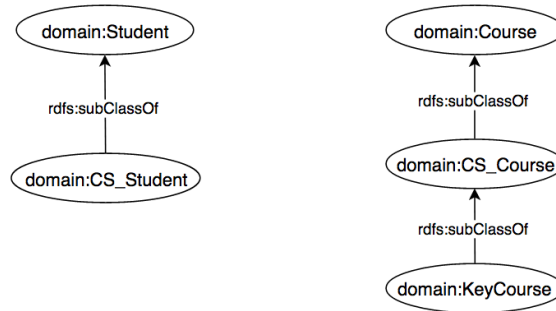 domain:Student
domain:Course
rdfs:subClassOf
rdfs:subClassOf
domain:CS_Student
domain:CS_Course
rdfs:subClassOf
domain:KeyCourse